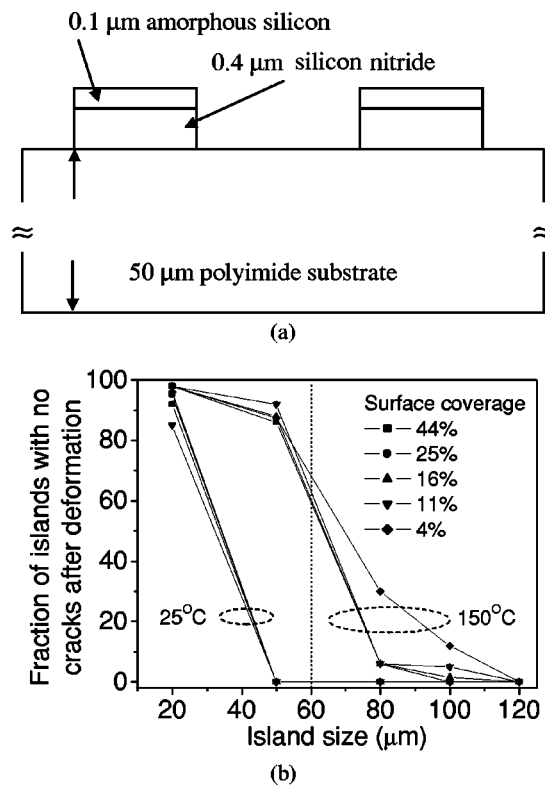 0.1 μm amorphous silicon
0.4 μm silicon nitride
≈ ≈
50 μm polyimide substrate
(a)
Fraction of islands with no
cracks after deformation
100
80
60
40
20
0
Surface coverage
44%
25%
16%
11%
4%
25°C
150°C
20 40 60 80 100 120
Island size (μm)
(b)